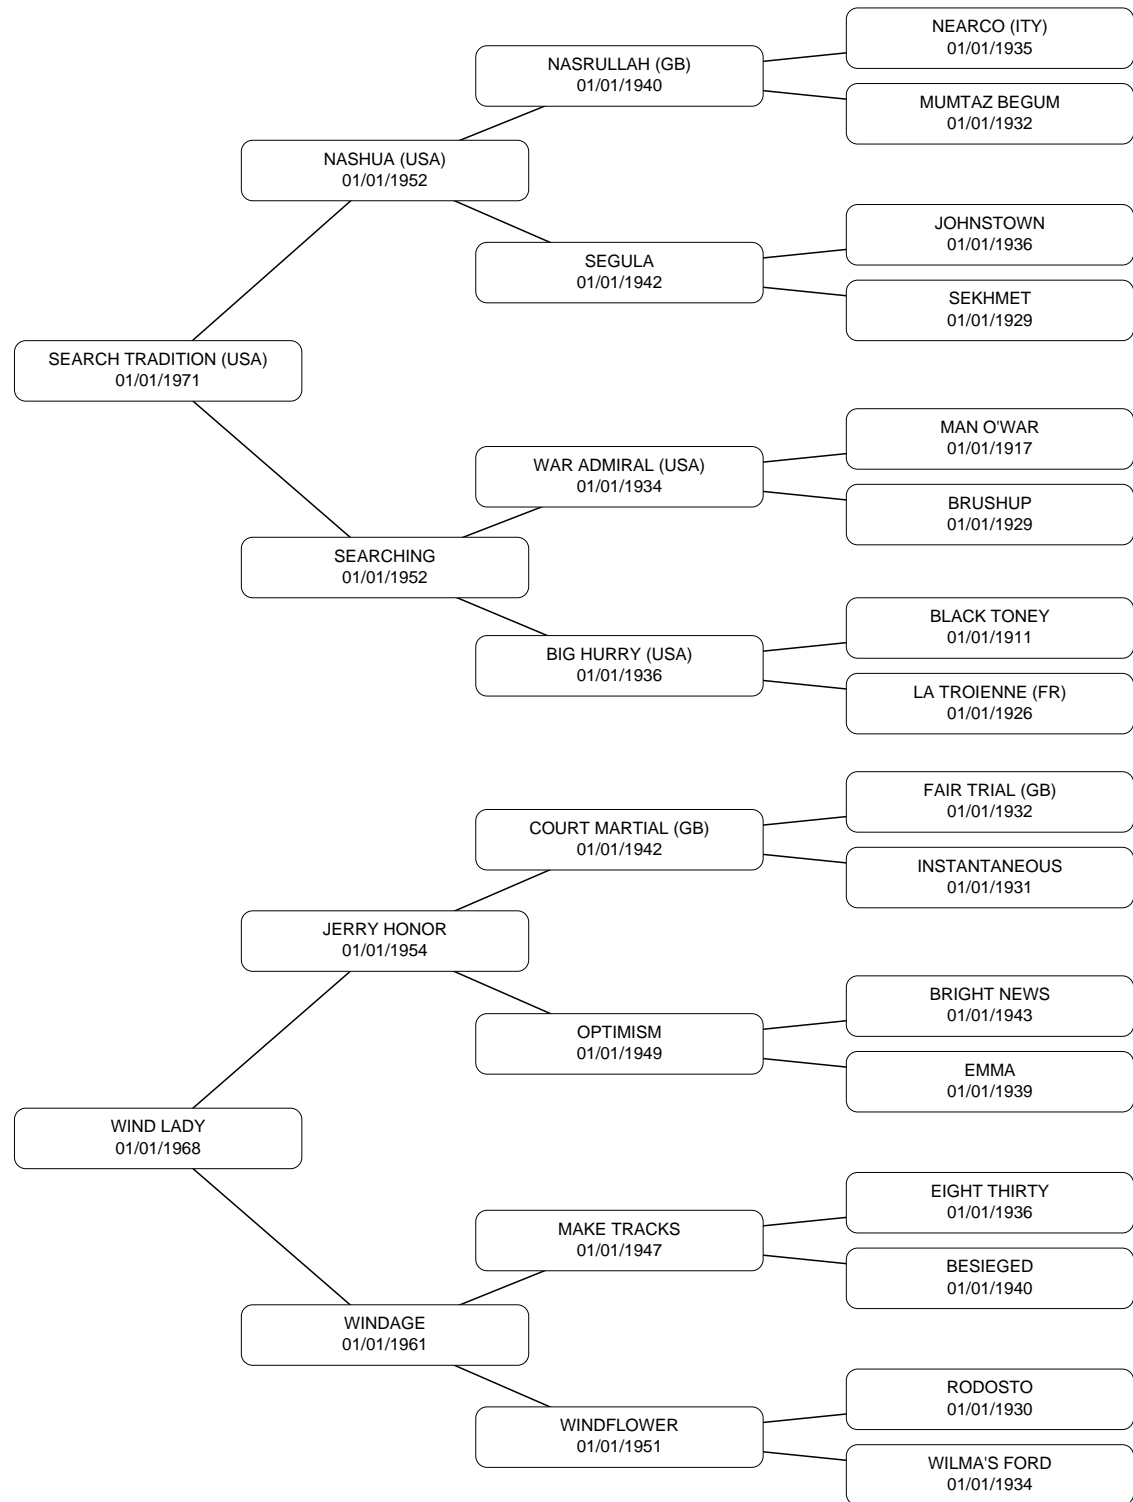 NEARCO (ITY)
01/01/1935
NASRULLAH (GB)
01/01/1940
MUMTAZ BEGUM
01/01/1932
NASHUA (USA)
01/01/1952
JOHNSTOWN
01/01/1936
SEGULA
01/01/1942
SEKHMET
01/01/1929
SEARCH TRADITION (USA)
01/01/1971
MAN O'WAR
01/01/1917
WAR ADMIRAL (USA)
01/01/1934
BRUSHUP
01/01/1929
SEARCHING
01/01/1952
BLACK TONEY
01/01/1911
BIG HURRY (USA)
01/01/1936
LA TROIENNE (FR)
01/01/1926
FAIR TRIAL (GB)
01/01/1932
COURT MARTIAL (GB)
01/01/1942
INSTANTANEOUS
01/01/1931
JERRY HONOR
01/01/1954
BRIGHT NEWS
01/01/1943
OPTIMISM
01/01/1949
EMMA
01/01/1939
WIND LADY
01/01/1968
EIGHT THIRTY
01/01/1936
MAKE TRACKS
01/01/1947
BESIEGED
01/01/1940
WINDAGE
01/01/1961
RODOSTO
01/01/1930
WINDFLOWER
01/01/1951
WILMA'S FORD
01/01/1934